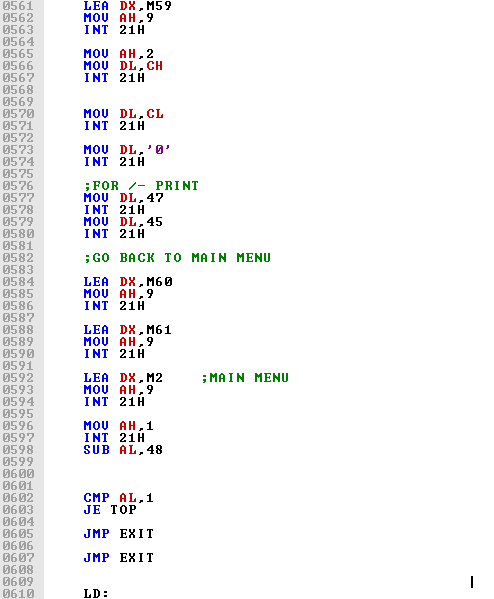 0561 LEA DX,M59
0562 MOV AH,9
0563 INT 21H
0564
0565 MOV AH,2
0566 MOV DL,CH
0567 INT 21H
0568
0569
0570 MOV DL,CL
0571 INT 21H
0572
0573 MOV DL,'0'
0574 INT 21H
0575
0576 ;FOR /- PRINT
0577 MOV DL,47
0578 INT 21H
0579 MOV DL,45
0580 INT 21H
0581
0582 ;GO BACK TO MAIN MENU
0583
0584 LEA DX,M60
0585 MOV AH,9
0586 INT 21H
0587
0588 LEA DX,M61
0589 MOV AH,9
0590 INT 21H
0591
0592 LEA DX,M2 ;MAIN MENU
0593 MOV AH,9
0594 INT 21H
0595
0596 MOV AH,1
0597 INT 21H
0598 SUB AL,48
0599
0600
0601
0602 CMP AL,1
0603 JE TOP
0604
0605 JMP EXIT
0606
0607 JMP EXIT
0608
0609
0610 LD: